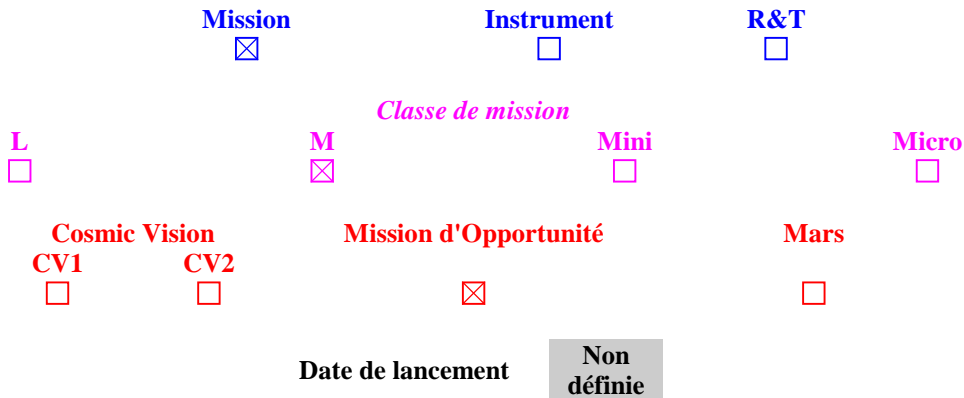 Mission Instrument R&T
Classe de mission
L M Mini Micro
Cosmic Vision Mission d'Opportunité Mars
CV1 CV2
Date de lancement Non
définie